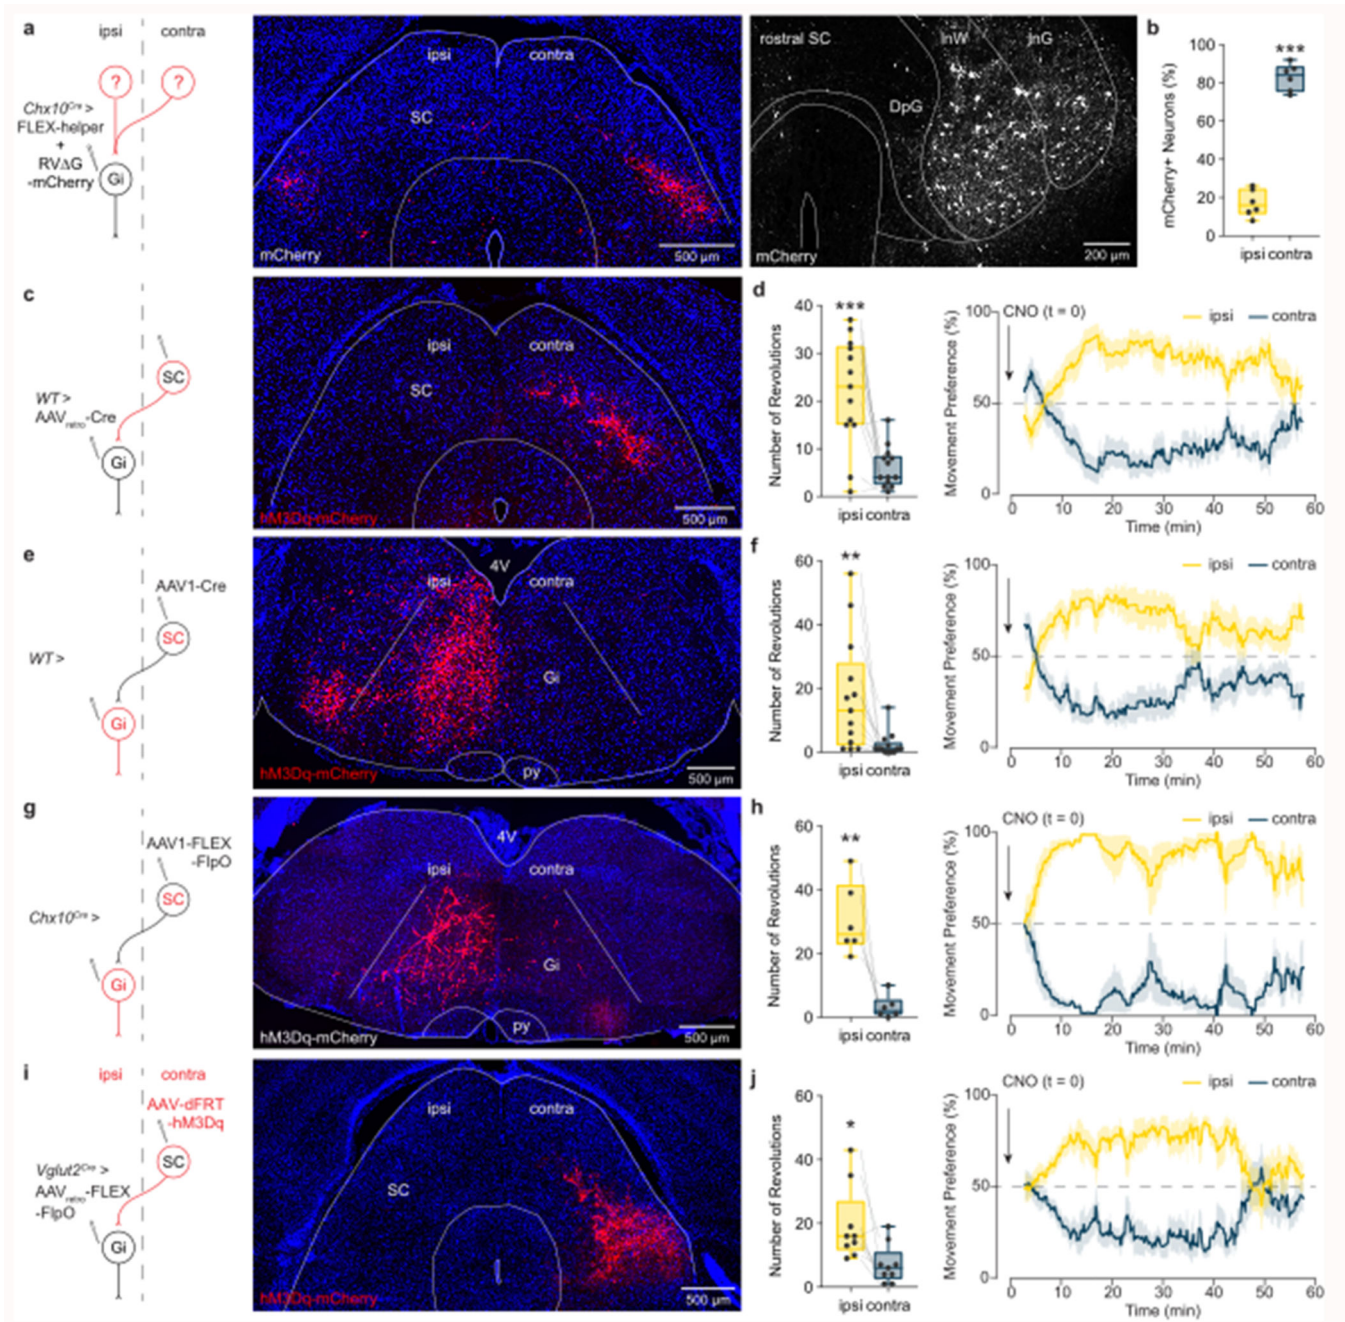 a
ipsi
contra
?
?
Chx10Cre >
FLEX-helper
+
RVΔG
-mCherry
Gi
ipsi
contra
SC
mCherry
500 µm
rostral SC
InW
InG
DpG
mCherry
200 µm
b
***
mCherry+ Neurons (%)
100
80
60
40
20
0
ipsi contra
c
SC
WT >
AAVretro-Cre
Gi
ipsi
contra
SC
hM3Dq-mCherry
500 µm
d
***
Number of Revolutions
40
30
20
10
0
ipsi contra
CNO (t = 0)
ipsi
contra
Movement Preference (%)
100
50
0
0 10 20 30 40 50 60
Time (min)
e
AAV1-Cre
SC
WT >
Gi
4V
ipsi
contra
Gi
py
hM3Dq-mCherry
500 µm
f
**
Number of Revolutions
60
40
20
0
ipsi contra
ipsi
contra
Movement Preference (%)
100
50
0
0 10 20 30 40 50 60
Time (min)
g
AAV1-FLEX
-FlpO
SC
Chx10Cre >
Gi
4V
ipsi
contra
Gi
py
hM3Dq-mCherry
500 µm
h
**
Number of Revolutions
60
40
20
0
ipsi contra
CNO (t = 0)
ipsi
contra
Movement Preference (%)
100
50
0
0 10 20 30 40 50 60
Time (min)
i
ipsi
contra
AAV-dFRT
-hM3Dq
SC
Vglut2Cre >
AAVretro-FLEX
-FlpO
Gi
ipsi
contra
SC
hM3Dq-mCherry
500 µm
j
*
Number of Revolutions
60
40
20
0
ipsi contra
CNO (t = 0)
ipsi
contra
Movement Preference (%)
100
50
0
0 10 20 30 40 50 60
Time (min)